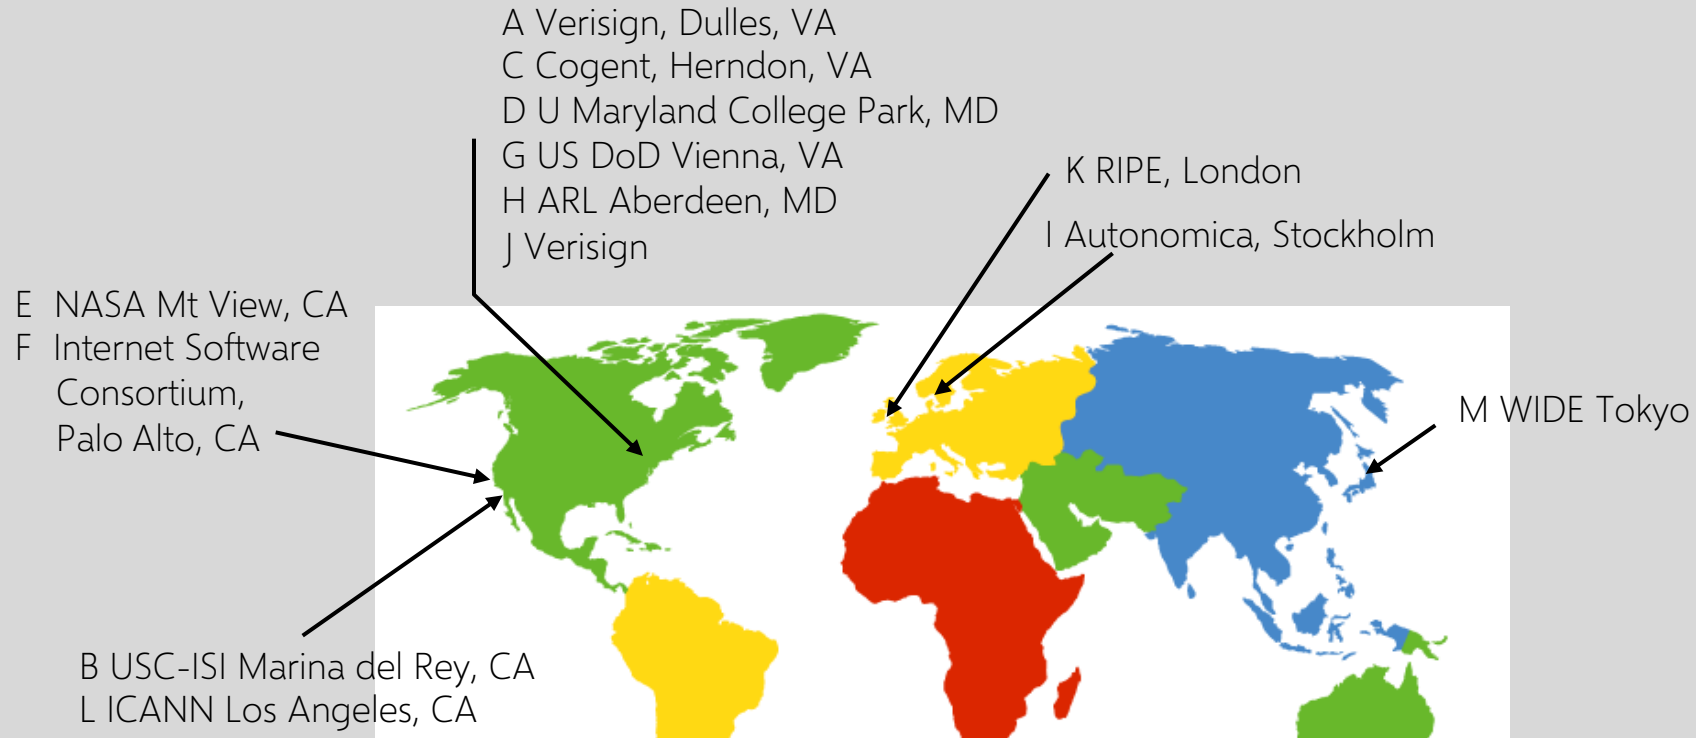 A Verisign, Dulles, VA
C Cogent, Herndon, VA
D U Maryland College Park, MD
G US DoD Vienna, VA
H ARL Aberdeen, MD
J Verisign
K RIPE, London
I Autonomica, Stockholm
E NASA Mt View, CA
F Internet Software
Consortium,
Palo Alto, CA
M WIDE Tokyo
B USC-ISI Marina del Rey, CA
L ICANN Los Angeles, CA